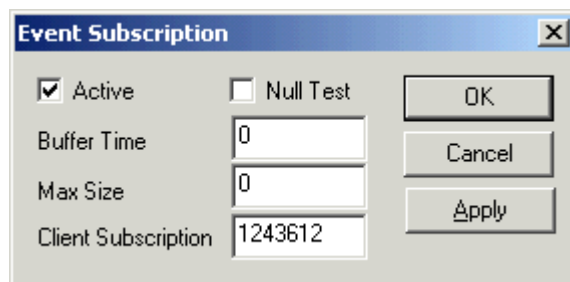 Event Subscription
Active
Null Test
OK
Buffer Time
0
Cancel
Max Size
0
Apply
Client Subscription
1243612